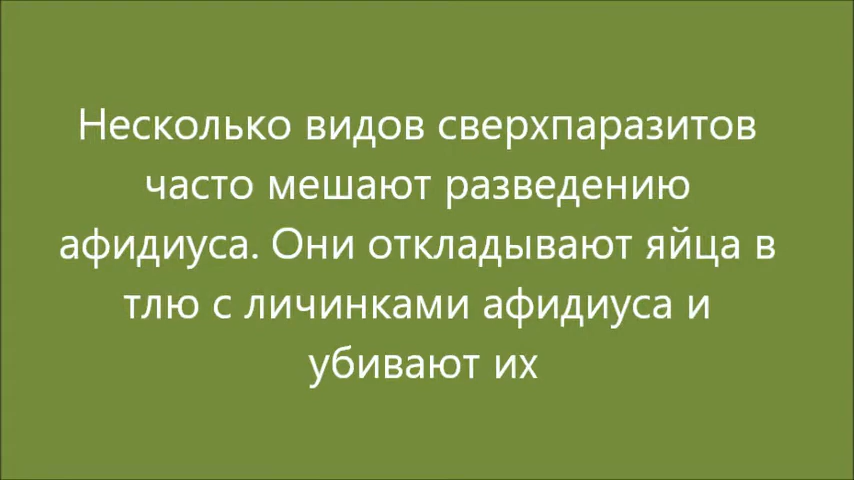 Несколько видов сверхпаразитов
часто мешают разведению
афидиуса. Они откладывают яйца в
тлю с личинками афидиуса и
убивают их